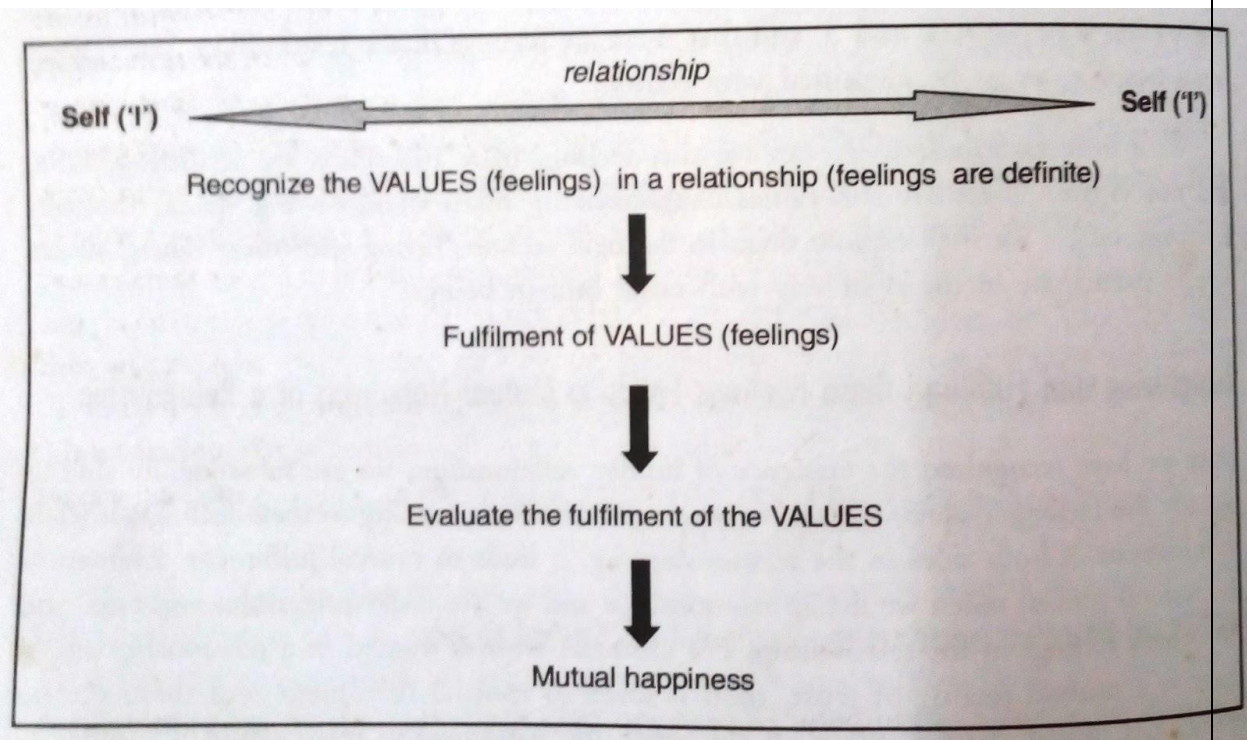 relationship
Self ('I') Self ('I')
Recognize the VALUES (feelings) in a relationship (feelings are definite)
Fulfilment of VALUES (feelings)
Evaluate the fulfilment of the VALUES
Mutual happiness